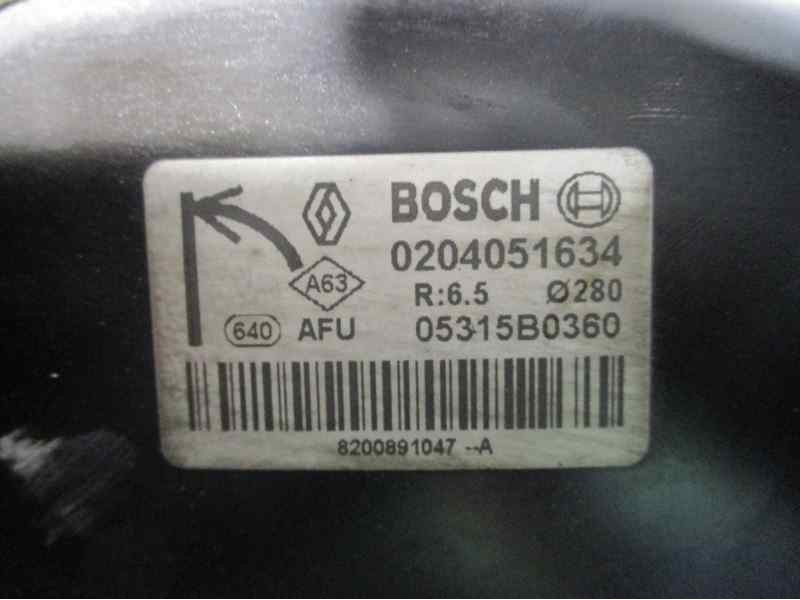 BOSCH
0204051634
A63
R:6.5 Ø280
640 AFU 05315B0360
8200891047 --A